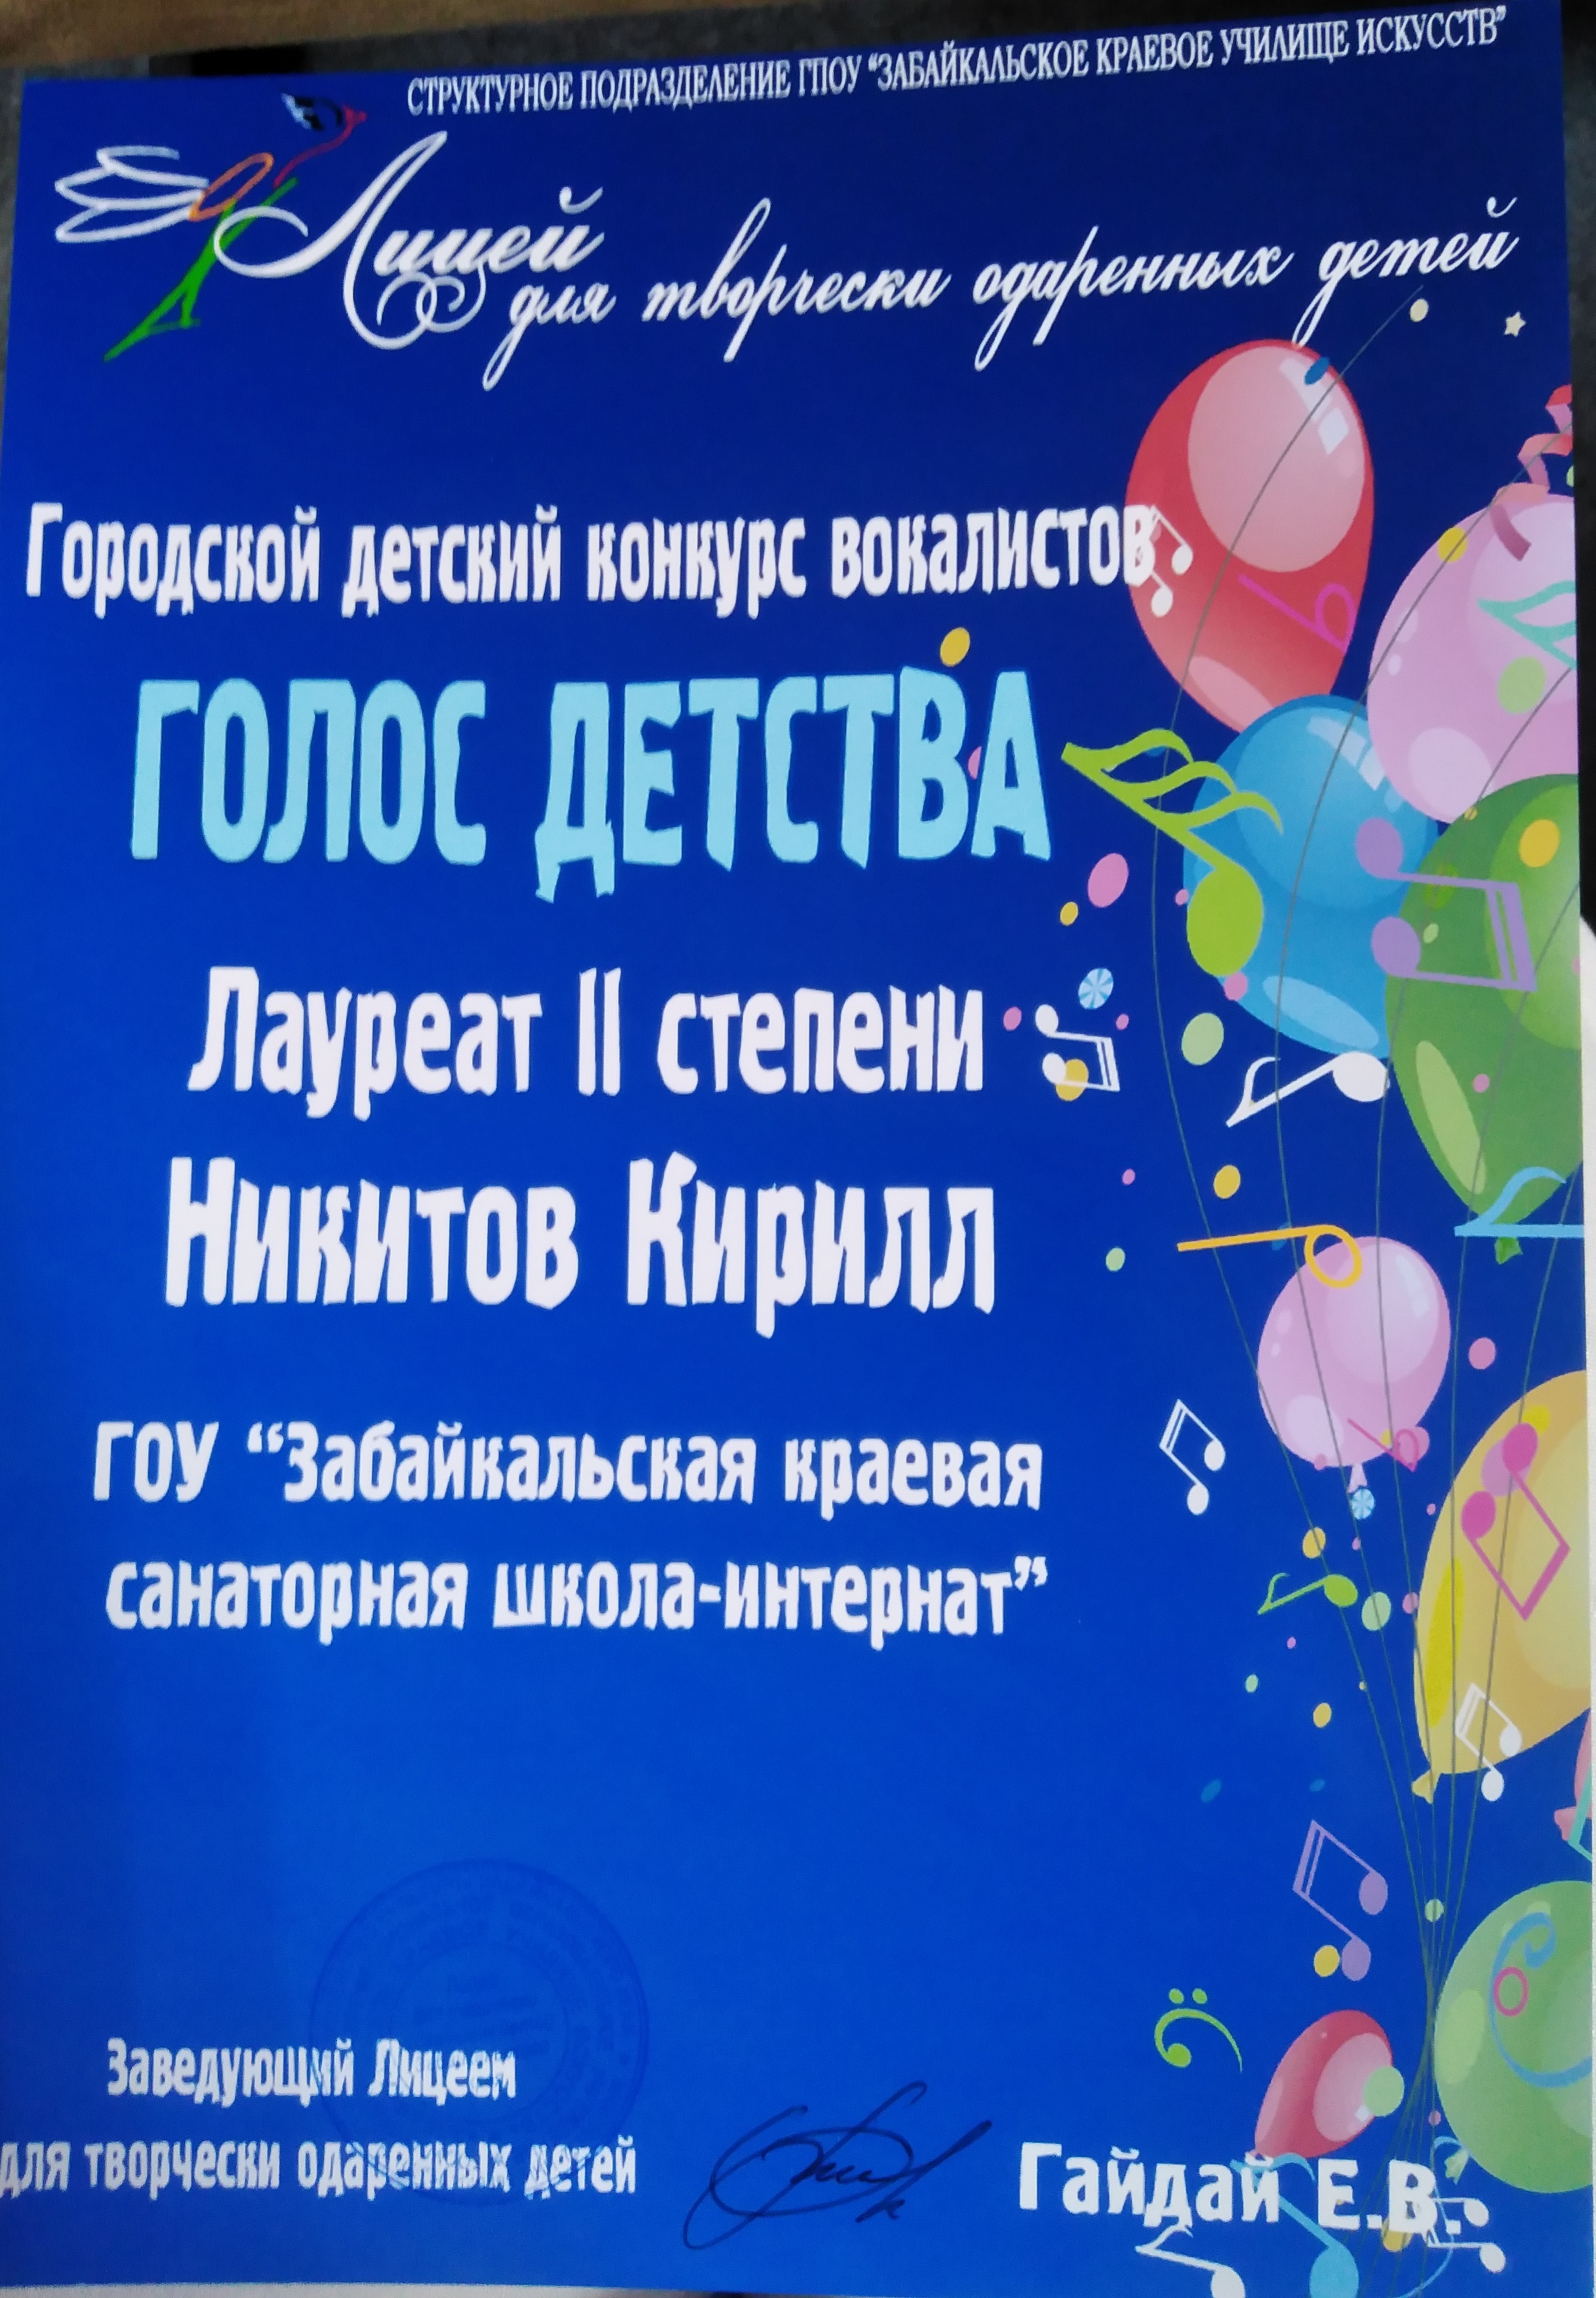 СТРУКТУРНОЕ ПОДРАЗДЕЛЕНИЕ ГПОУ “ЗАБАЙКАЛЬСКОЕ КРАЕВОЕ УЧИЛИЩЕ ИСКУССТВ”
Лицей
для творчески одаренных детей
Городской детский конкурс вокалистов
ГОЛОС ДЕТСТВА
Лауреат II степени
Никитов Кирилл
ГОУ “Забайкальская краевая
санаторная школа-интернат”
Заведующий Лицеем
для творчески одаренных детей
Гайдай Е.В.